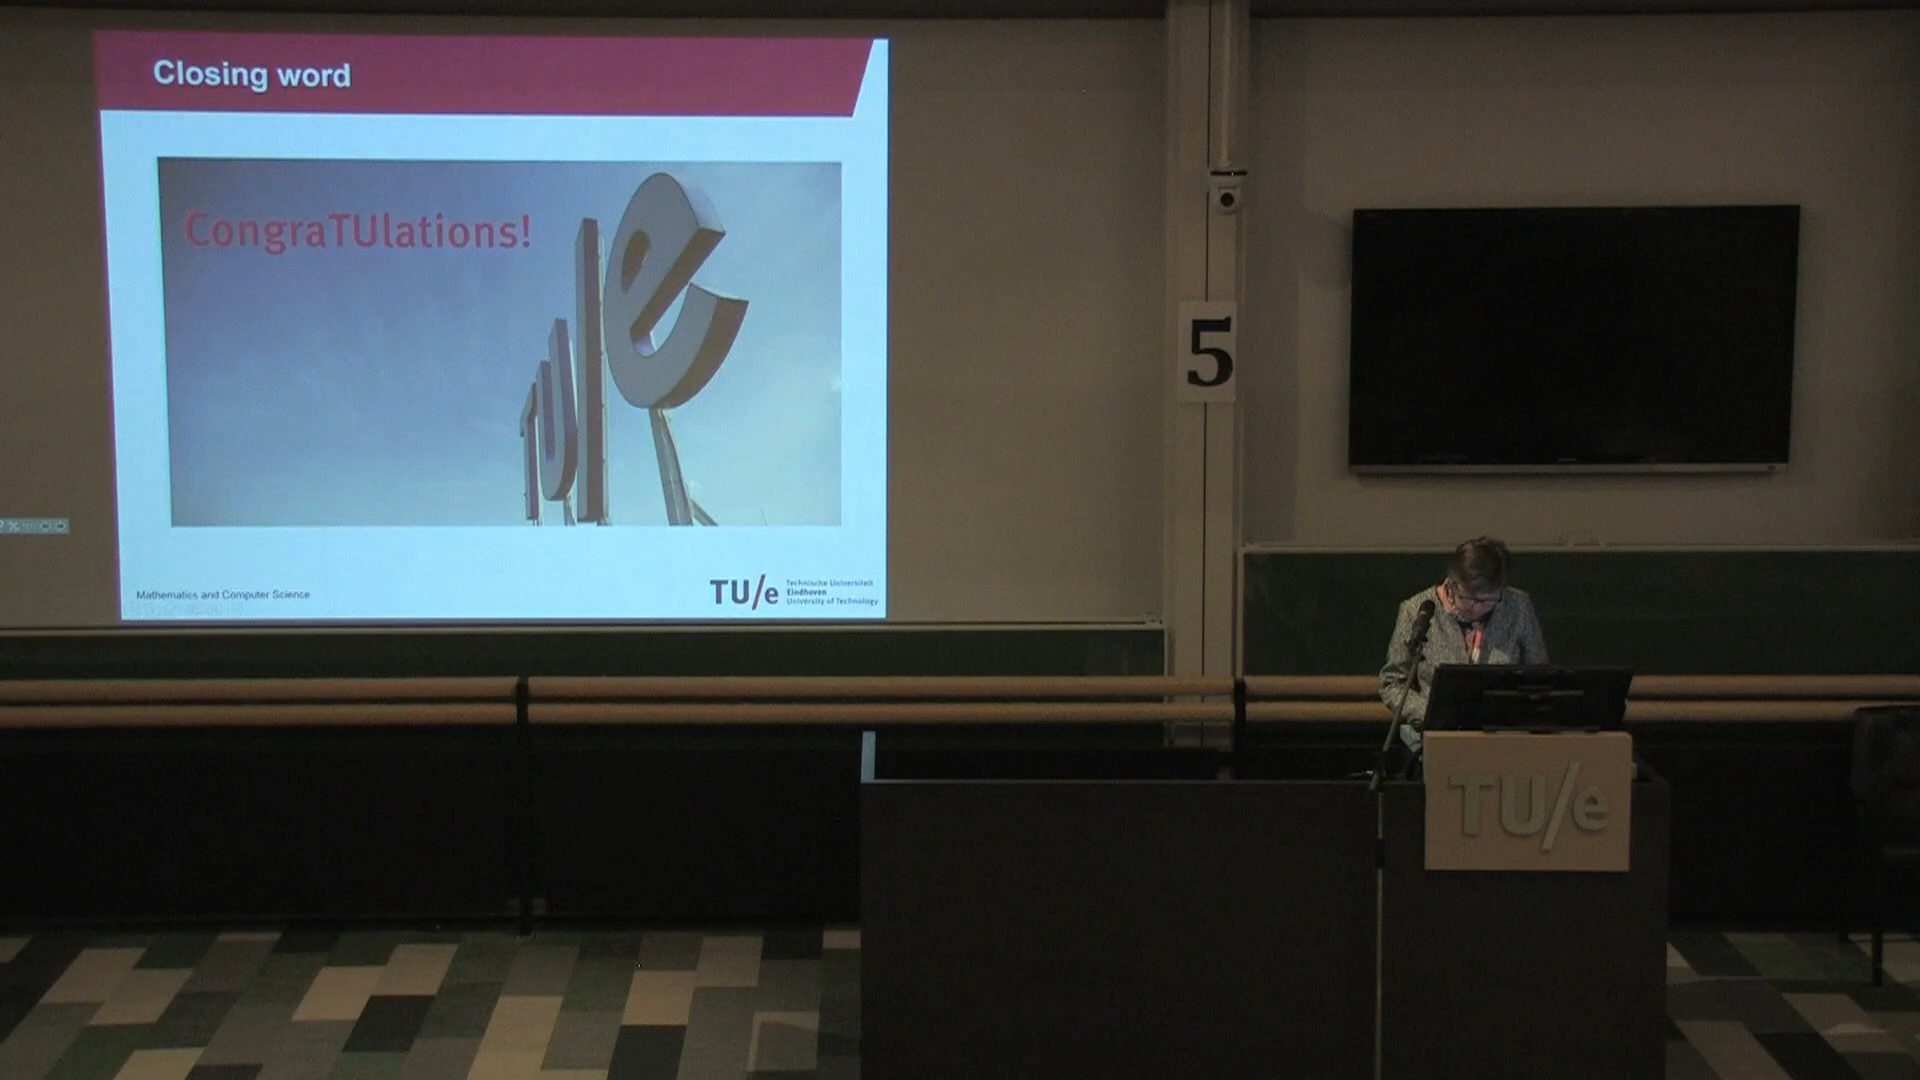 Closing word
CongraTUlations!
TU/e
Mathematics and Computer Science
TU/e
Technische Universiteit
Eindhoven
University of Technology
5
TU/e